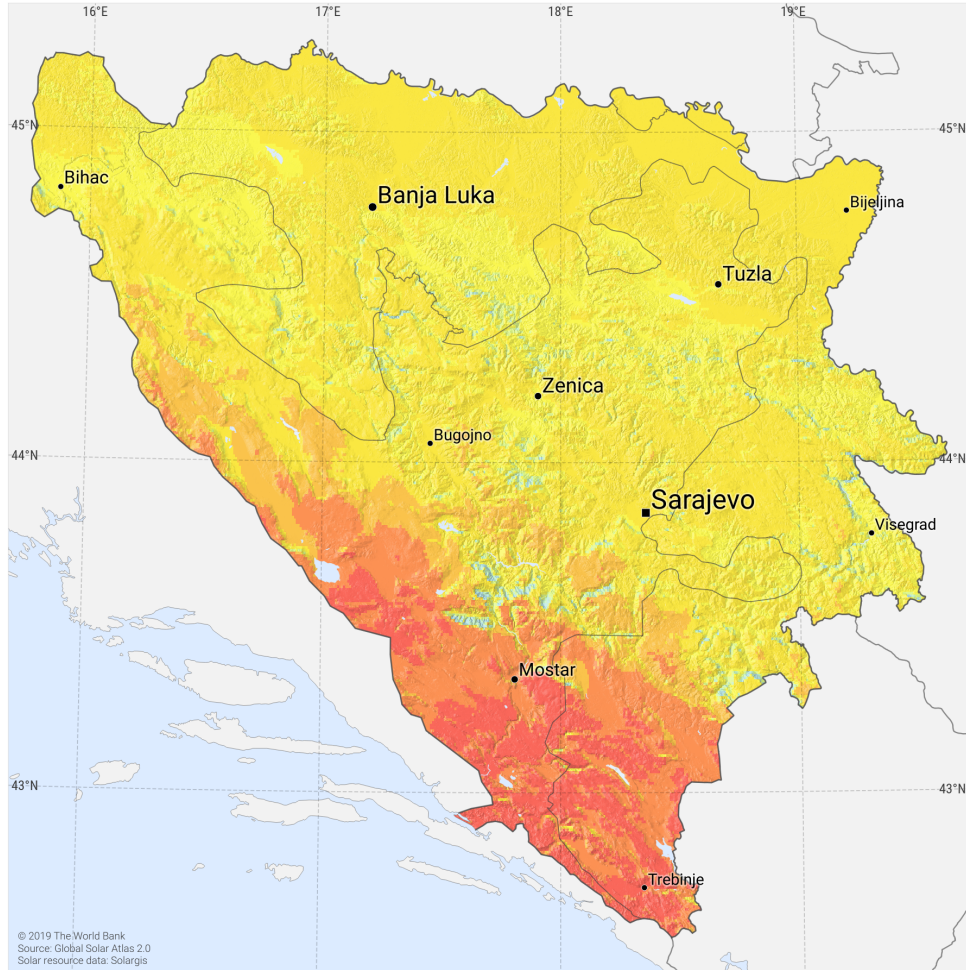 16°E
17°E
18°E
19°E
45°N
45°N
Bihac
Banja Luka
Bijeljina
Tuzla
Zenica
Bugojno
44°N
44°N
Sarajevo
Visegrad
Mostar
43°N
43°N
Trebinje
© 2019 The World Bank
Source: Global Solar Atlas 2.0
Solar resource data: Solargis